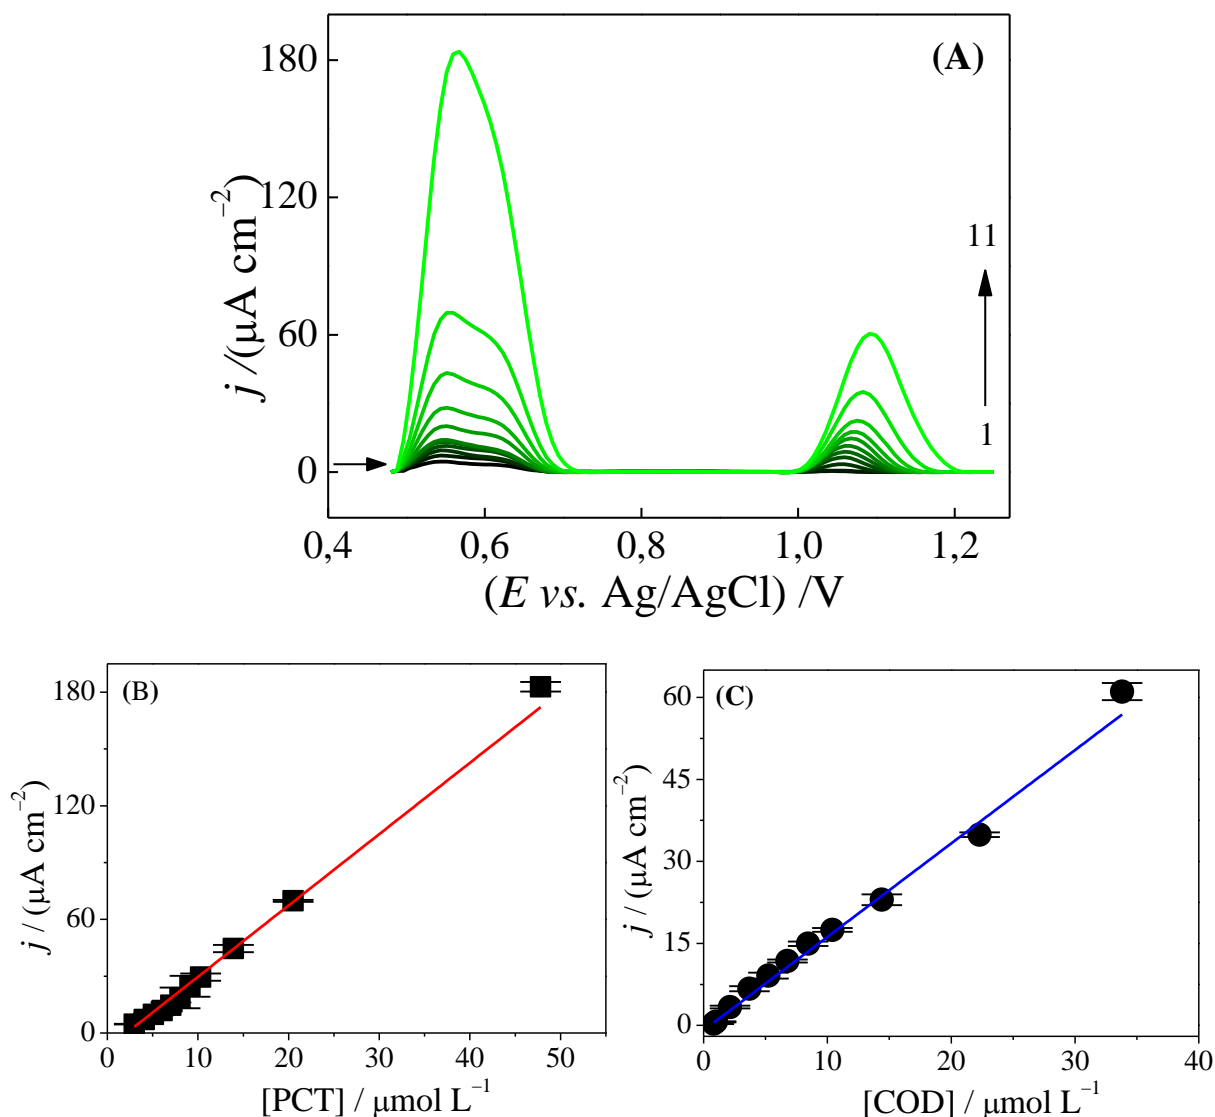 (A)
180
120
60
0
j /(µA cm⁻²)
11
1
0,4 0,6 0,8 1,0 1,2
(E vs. Ag/AgCl) /V
(B)
180
120
60
0
j / (µA cm⁻²)
0 10 20 30 40 50
[PCT] / µmol L⁻¹
(C)
60
45
30
15
0
j / (µA cm⁻²)
0 10 20 30 40
[COD] / µmol L⁻¹